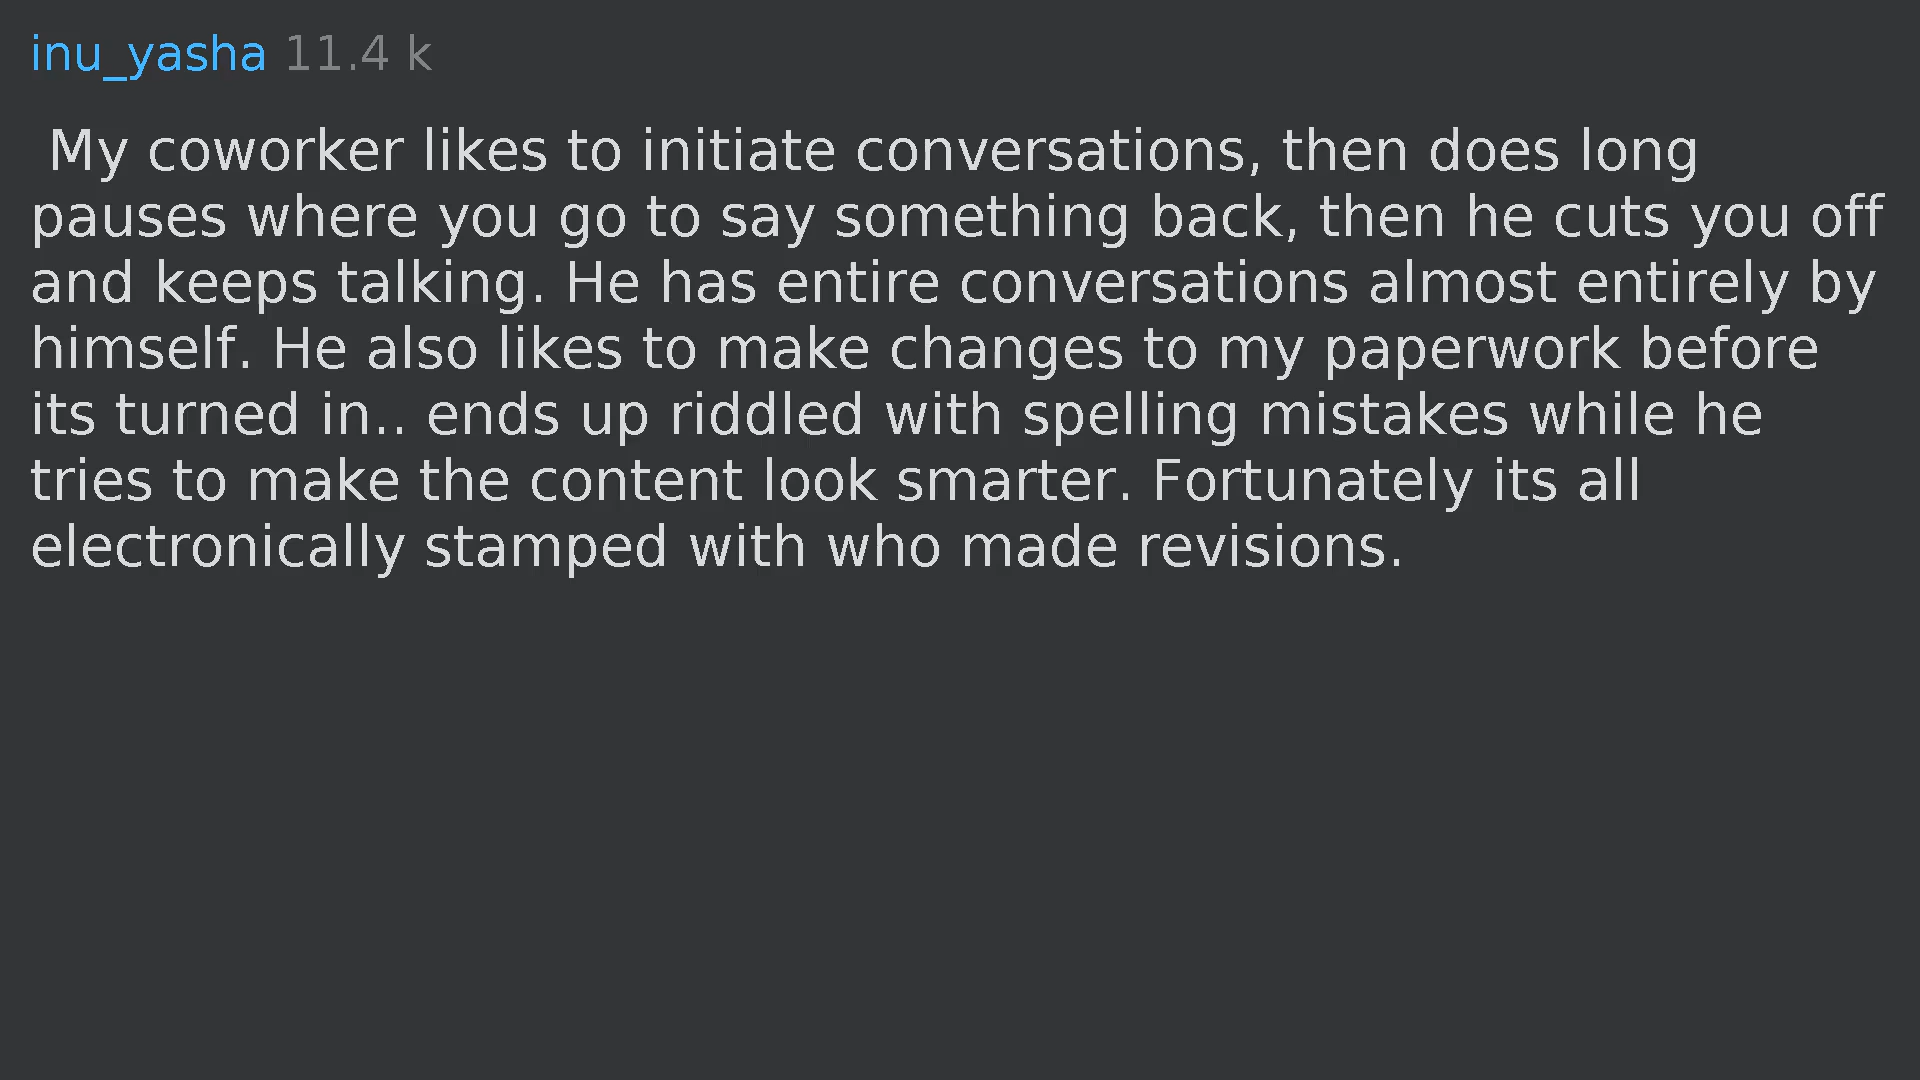 inu_yasha 11.4 k
My coworker likes to initiate conversations, then does long
pauses where you go to say something back, then he cuts you off
and keeps talking. He has entire conversations almost entirely by
himself. He also likes to make changes to my paperwork before
its turned in.. ends up riddled with spelling mistakes while he
tries to make the content look smarter. Fortunately its all
electronically stamped with who made revisions.